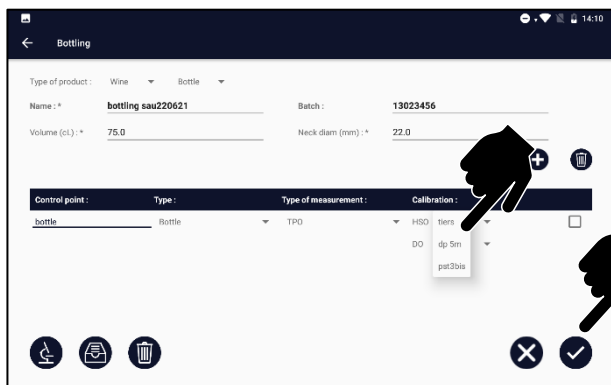 14:10
Bottling
Type of product : Wine Bottle
Name : * bottling sau220621 Batch : 13023456
Volume (cl.) : * 75.0 Neck diam (mm) : * 22.0
Control point : Type : Type of measurement : Calibration :
bottle Bottle TPO HSO tiers
DO dp 5m
pst3bis